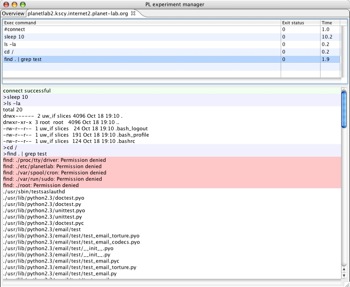 PL experiment manager
Overview planetlab2.kscy.internet2.planet-lab.org
Exec command Exit status Time
#connect 0 1.0
sleep 10 0 10.2
ls -la 0 0.2
cd / 0 0.2
find . | grep test 0 1.9
connect successful
>sleep 10
>ls -la
total 20
drwx------ 2 uw_if slices 4096 Oct 18 19:10 .
drwxr-xr-x 3 root root 4096 Oct 18 19:10 ..
-rw-r--r-- 1 uw_if slices 24 Oct 18 19:10 .bash_logout
-rw-r--r-- 1 uw_if slices 191 Oct 18 19:10 .bash_profile
-rw-r--r-- 1 uw_if slices 124 Oct 18 19:10 .bashrc
>cd /
>find . | grep test
find: ./proc/tty/driver: Permission denied
find: ./etc/planetlab: Permission denied
find: ./var/spool/cron: Permission denied
find: ./var/run/sudo: Permission denied
find: ./root: Permission denied
./usr/sbin/testsaslauthd
./usr/lib/python2.3/doctest.pyo
./usr/lib/python2.3/doctest.py
./usr/lib/python2.3/unittest.pyo
./usr/lib/python2.3/unittest.py
./usr/lib/python2.3/doctest.pyc
./usr/lib/python2.3/email/test
./usr/lib/python2.3/email/test/test_email_torture.pyo
./usr/lib/python2.3/email/test/test_email_codecs.pyo
./usr/lib/python2.3/email/test/__init__.pyo
./usr/lib/python2.3/email/test/__init__.py
./usr/lib/python2.3/email/test/test_email.pyc
./usr/lib/python2.3/email/test/test_email_torture.py
./usr/lib/python2.3/email/test/test_email.py